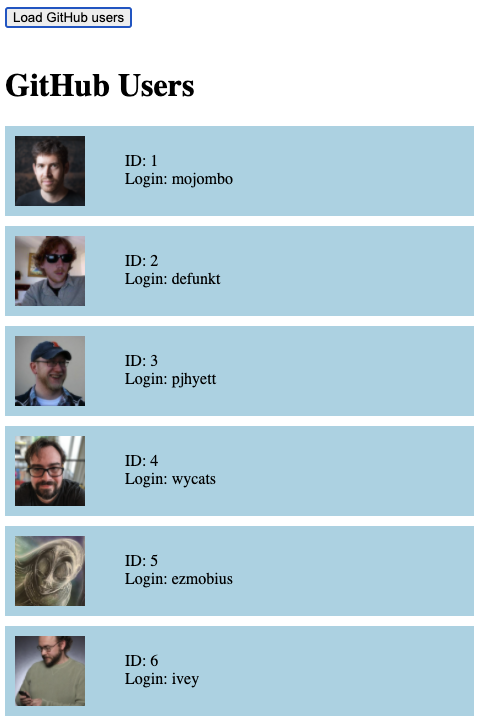 Load GitHub users
GitHub Users
ID: 1
Login: mojombo
ID: 2
Login: defunkt
ID: 3
Login: pjhyett
ID: 4
Login: wycats
ID: 5
Login: ezmobius
ID: 6
Login: ivey